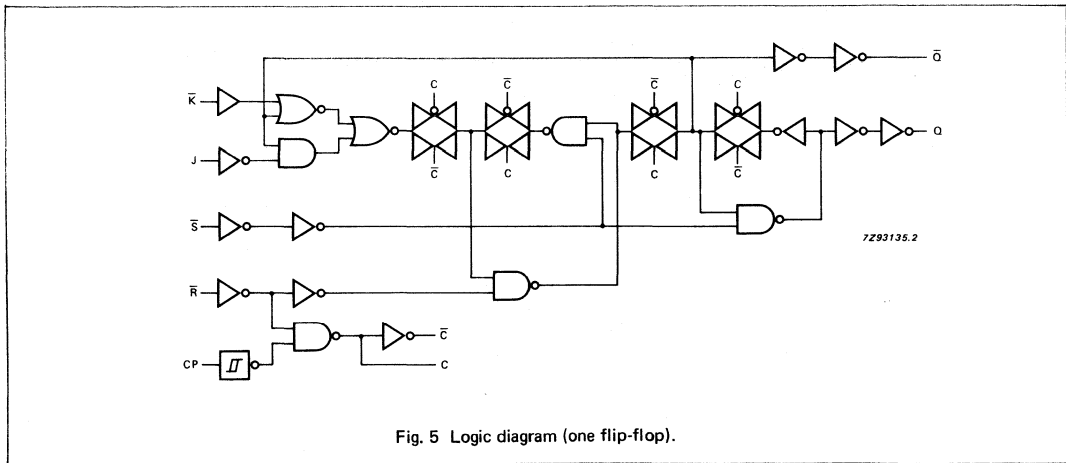 Q̄
C C̄ C̄ C
K̄
Q
J
C̄ C C C̄
S̄
7Z93135.2
R̄
C̄
CP C
Fig. 5 Logic diagram (one flip-flop).